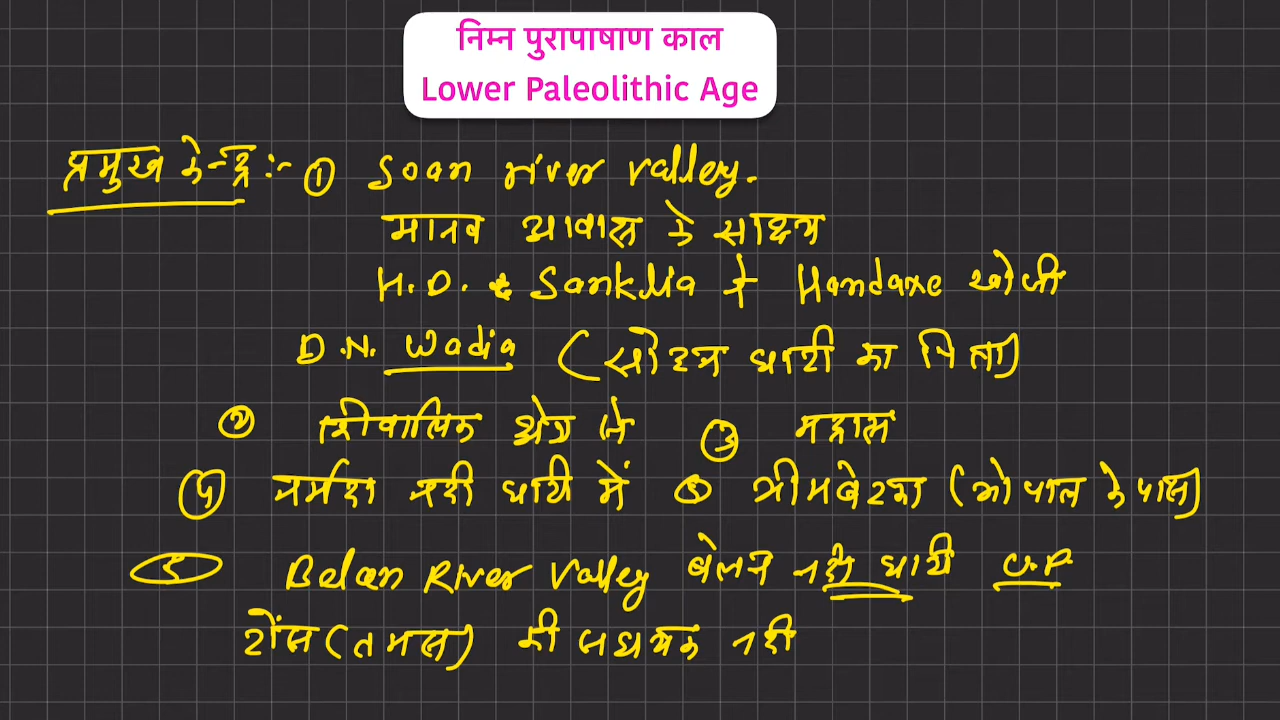 निम्न पुरापाषाण काल
Lower Paleolithic Age
प्रमुख केन्द्र :- ① Soan river valley.
मानव आवास के साक्ष्य
H.D. Sanklia ने Handaxe खोजी
D.N. Wadia (सोहन घाटी का पिता)
② शिवालिक क्षेत्र से ③ मद्रास
④ नर्मदा नदी घाटी में ⑤ भीमबेटका (भोपाल के पास)
5 Belan River Valley बेलन नदी घाटी U.P.
टोंस (तमस) की सहायक नदी